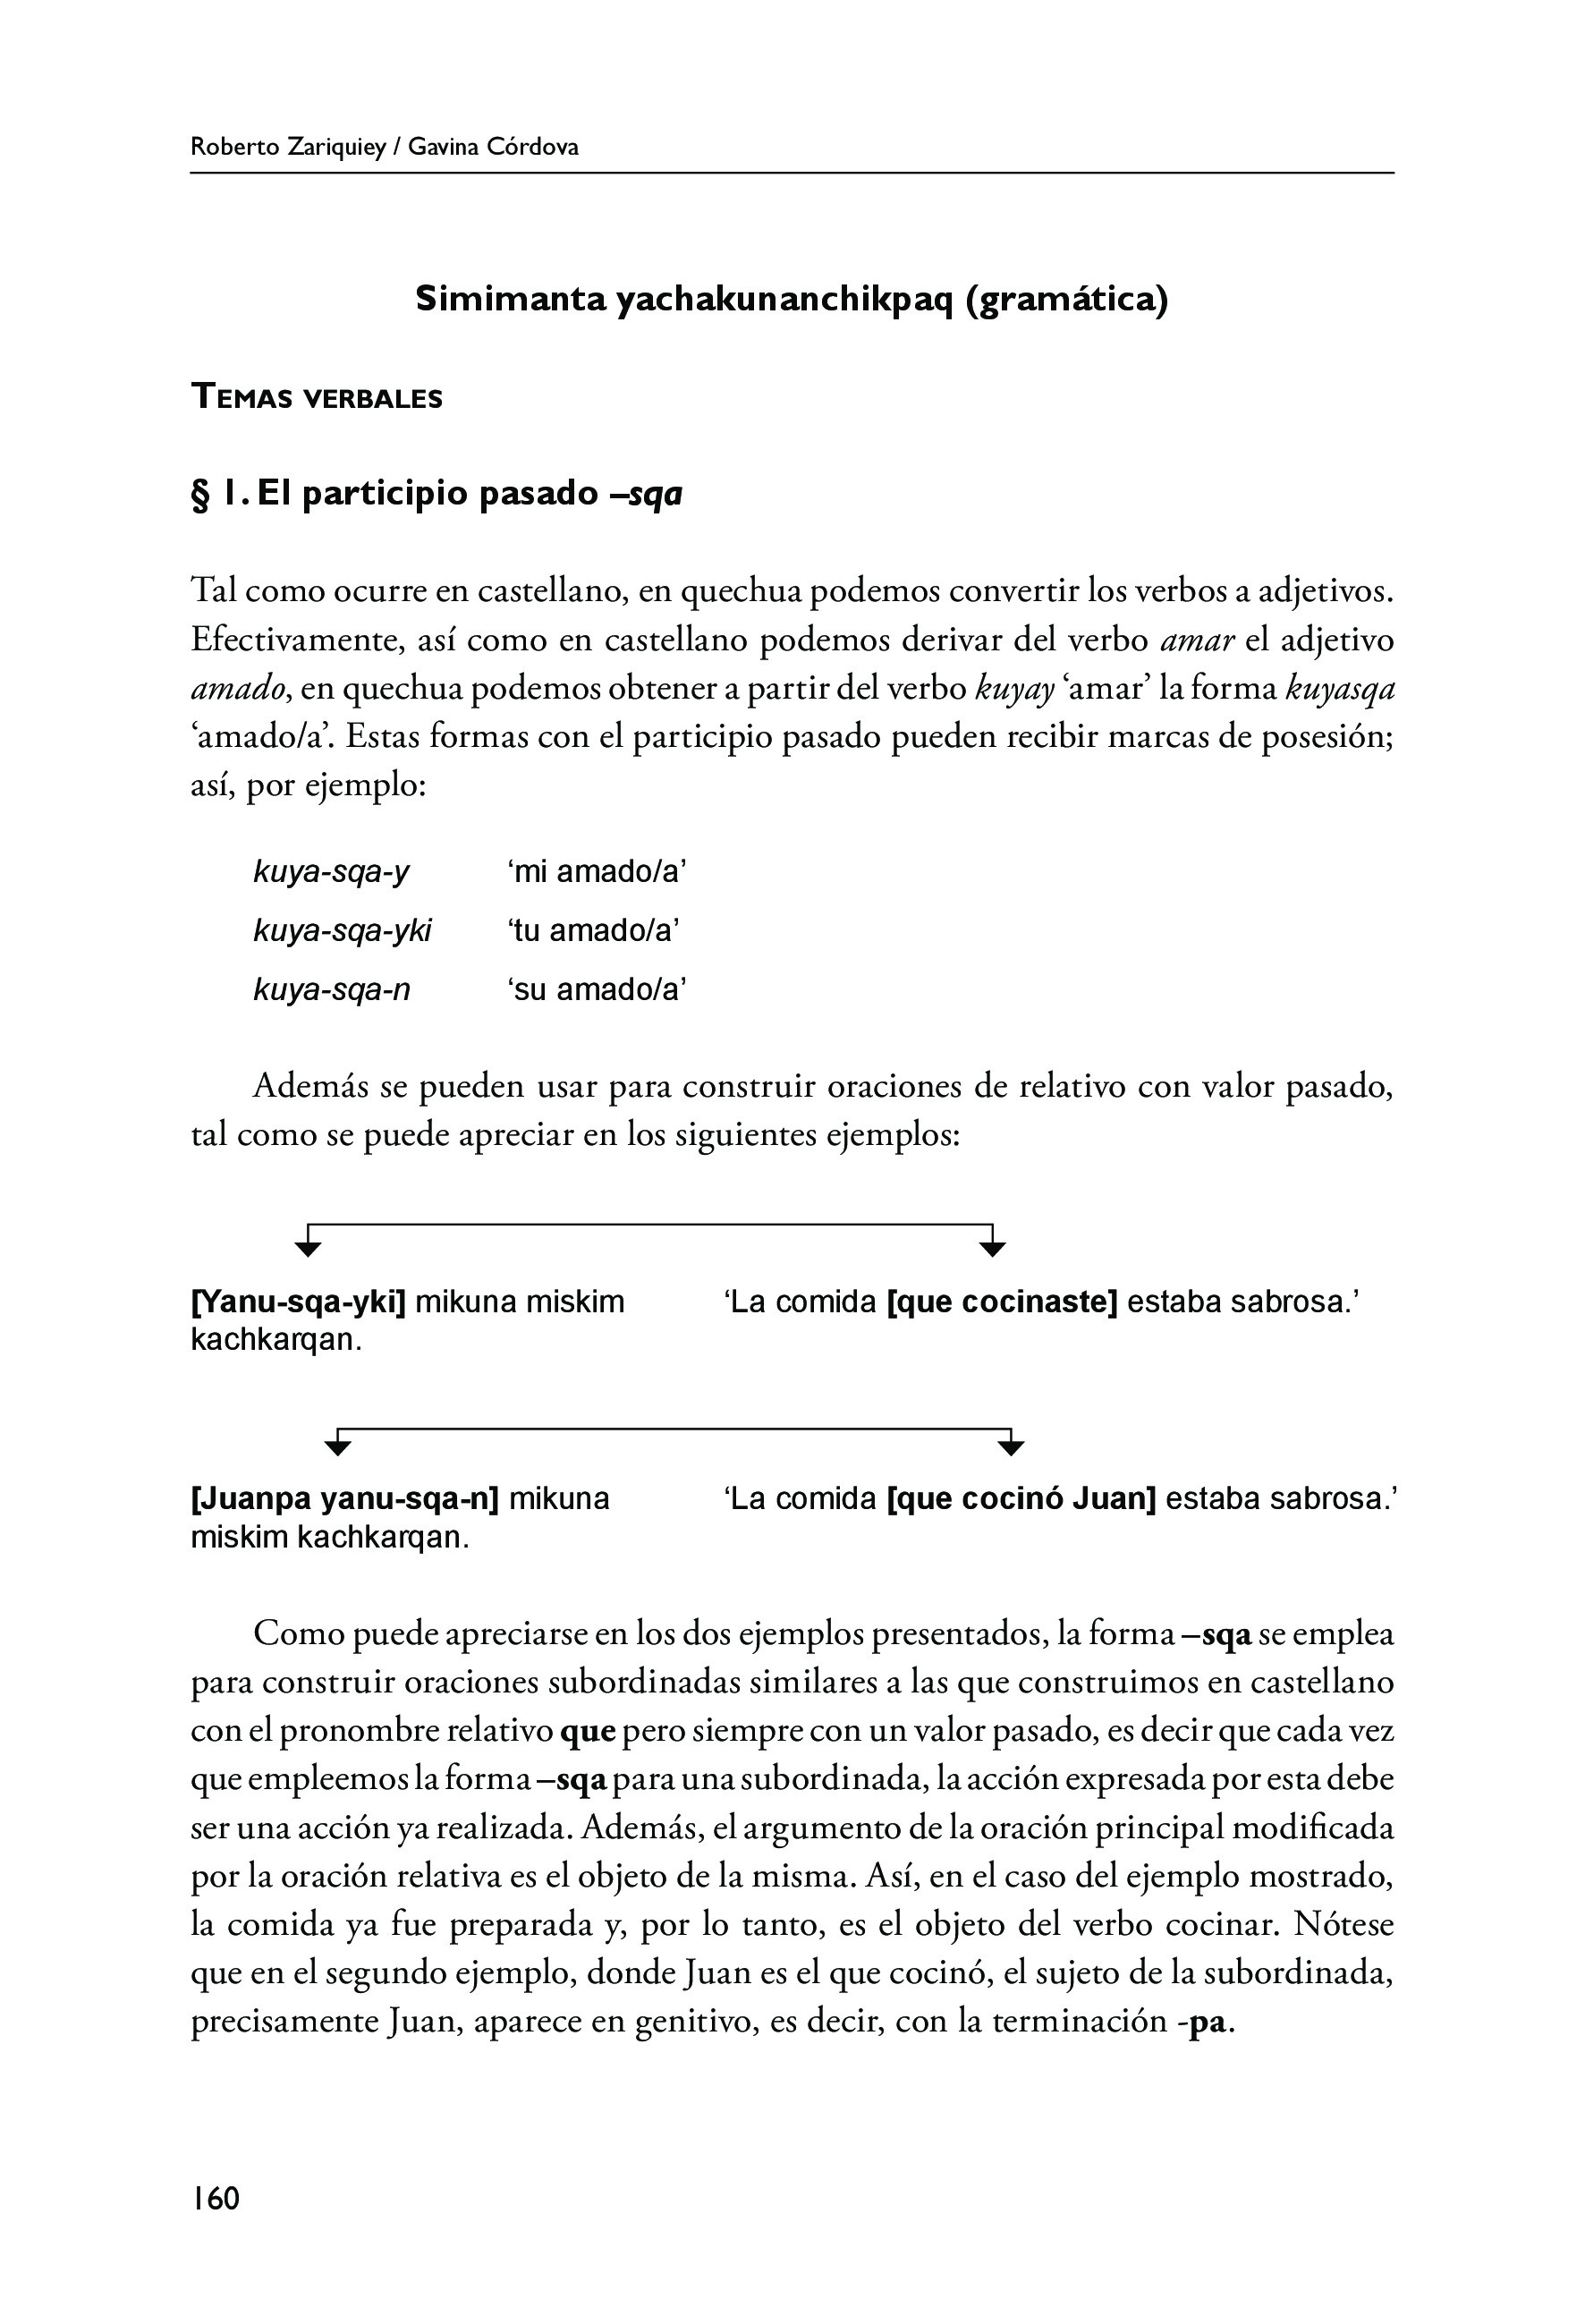 Roberto Zariquiey / Gavina Córdova
Simimanta yachakunanchikpaq (gramática)
Temas verbales
§ 1. El participio pasado –sqa
Tal como ocurre en castellano, en quechua podemos convertir los verbos a adjetivos.
Efectivamente, así como en castellano podemos derivar del verbo amar el adjetivo
amado, en quechua podemos obtener a partir del verbo kuyay ‘amar’ la forma kuyasqa
‘amado/a’. Estas formas con el participio pasado pueden recibir marcas de posesión;
así, por ejemplo:
kuya-sqa-y ‘mi amado/a’
kuya-sqa-yki ‘tu amado/a’
kuya-sqa-n ‘su amado/a’
Además se pueden usar para construir oraciones de relativo con valor pasado,
tal como se puede apreciar en los siguientes ejemplos:
[Yanu-sqa-yki] mikuna miskim ‘La comida [que cocinaste] estaba sabrosa.’
kachkarqan.
[Juanpa yanu-sqa-n] mikuna ‘La comida [que cocinó Juan] estaba sabrosa.’
miskim kachkarqan.
Como puede apreciarse en los dos ejemplos presentados, la forma –sqa se emplea
para construir oraciones subordinadas similares a las que construimos en castellano
con el pronombre relativo que pero siempre con un valor pasado, es decir que cada vez
que empleemos la forma –sqa para una subordinada, la acción expresada por esta debe
ser una acción ya realizada. Además, el argumento de la oración principal modificada
por la oración relativa es el objeto de la misma. Así, en el caso del ejemplo mostrado,
la comida ya fue preparada y, por lo tanto, es el objeto del verbo cocinar. Nótese
que en el segundo ejemplo, donde Juan es el que cocinó, el sujeto de la subordinada,
precisamente Juan, aparece en genitivo, es decir, con la terminación -pa.
160